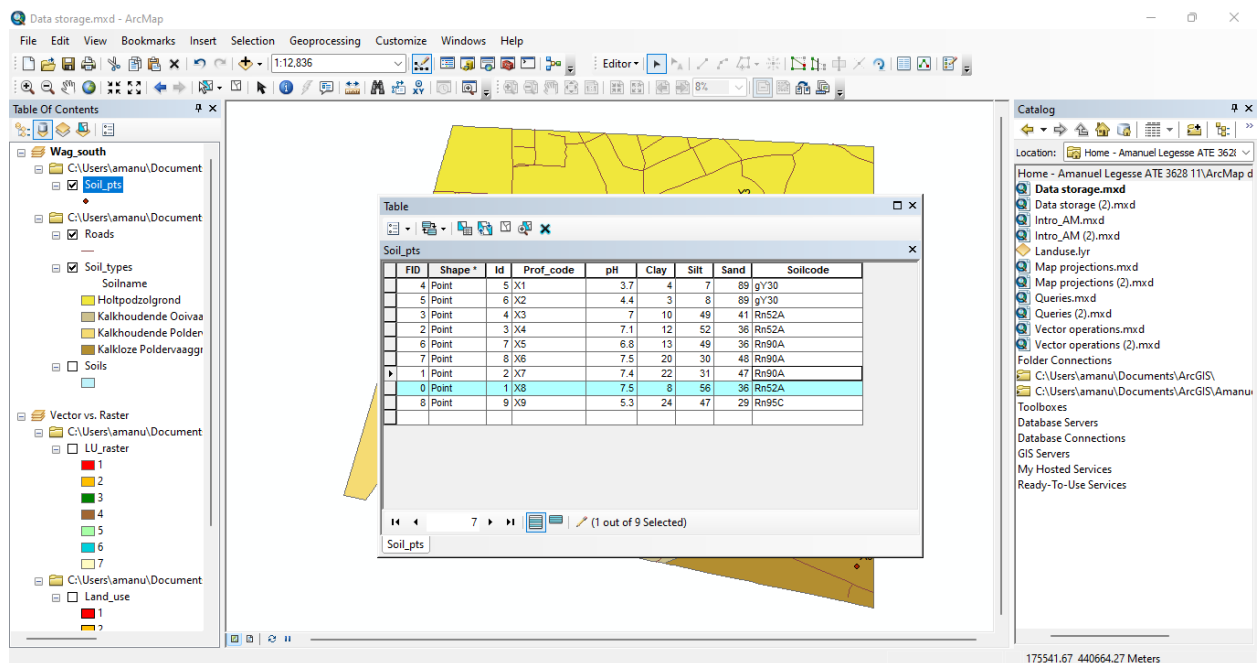 Data storage.mxd - ArcMap
File Edit View Bookmarks Insert Selection Geoprocessing Customize Windows Help
1:12,836
Editor
8%
Table Of Contents
Wag_south
C:\Users\amanu\Document
Soil_pts
C:\Users\amanu\Document
Roads
Soil_types
Soilname
Holtpodzolgrond
Kalkhoudende Ooivaa
Kalkhoudende Polder
Kalkloze Poldervaaggr
Soils
Vector vs. Raster
C:\Users\amanu\Document
LU_raster
1
2
3
4
5
6
7
C:\Users\amanu\Document
Land_use
1
2
Table
Soil_pts
FID Shape * Id Prof_code pH Clay Silt Sand Soilcode
4 Point 5 X1 3.7 4 7 89 gY30
5 Point 6 X2 4.4 3 8 89 gY30
3 Point 4 X3 7 10 49 41 Rn52A
2 Point 3 X4 7.1 12 52 36 Rn52A
6 Point 7 X5 6.8 13 49 36 Rn90A
7 Point 8 X6 7.5 20 30 48 Rn90A
1 Point 2 X7 7.4 22 31 47 Rn90A
0 Point 1 X8 7.5 8 56 36 Rn52A
8 Point 9 X9 5.3 24 47 29 Rn95C
7
(1 out of 9 Selected)
Soil_pts
Catalog
Location: Home - Amanuel Legesse ATE 362
Home - Amanuel Legesse ATE 3628 11\ArcMap d
Data storage.mxd
Data storage (2).mxd
Intro_AM.mxd
Intro_AM (2).mxd
Landuse.lyr
Map projections.mxd
Map projections (2).mxd
Queries.mxd
Queries (2).mxd
Vector operations.mxd
Vector operations (2).mxd
Folder Connections
C:\Users\amanu\Documents\ArcGIS\
C:\Users\amanu\Documents\ArcGIS\Amanu
Toolboxes
Database Servers
Database Connections
GIS Servers
My Hosted Services
Ready-To-Use Services
175541.67 440664.27 Meters